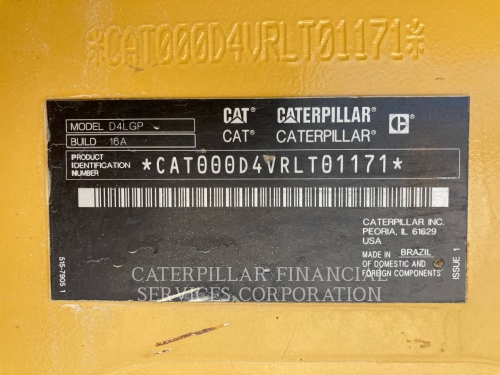 *CAT000D4VRLT01171*
MODEL D4LGP
BUILD 16A
CAT® CATERPILLAR®
CAT® CATERPILLAR®
C®
PRODUCT
IDENTIFICATION
NUMBER
*CAT000D4VRLT01171*
CATERPILLAR INC.
PEORIA, IL 61629
USA
MADE IN BRAZIL
OF DOMESTIC AND
FOREIGN COMPONENTS
ISSUE 1
515-7905 1
CATERPILLAR FINANCIAL
SERVICES CORPORATION